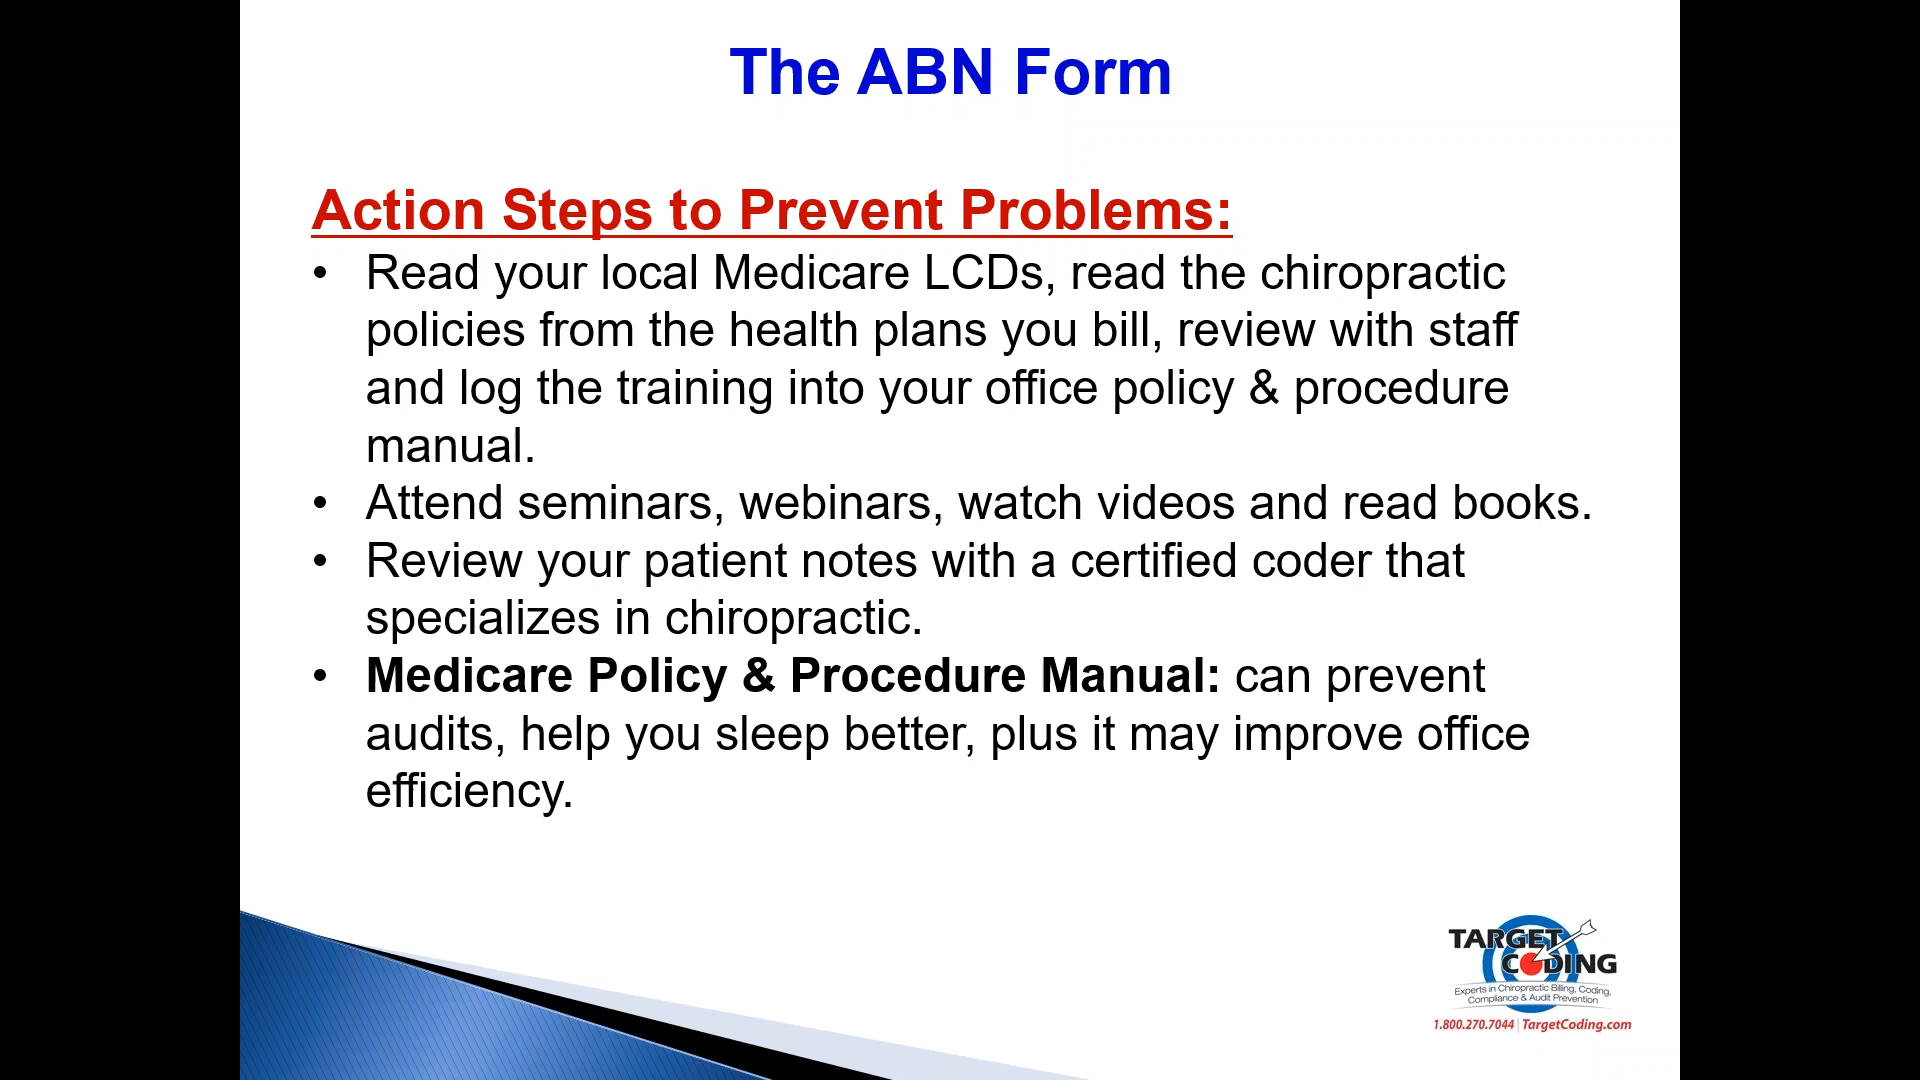 The ABN Form
Action Steps to Prevent Problems:
• Read your local Medicare LCDs, read the chiropractic
policies from the health plans you bill, review with staff
and log the training into your office policy & procedure
manual.
• Attend seminars, webinars, watch videos and read books.
• Review your patient notes with a certified coder that
specializes in chiropractic.
• Medicare Policy & Procedure Manual: can prevent
audits, help you sleep better, plus it may improve office
efficiency.
TARGET
CODING
Experts in Chiropractic Billing, Coding,
Compliance & Audit Prevention
1.800.270.7044 | TargetCoding.com